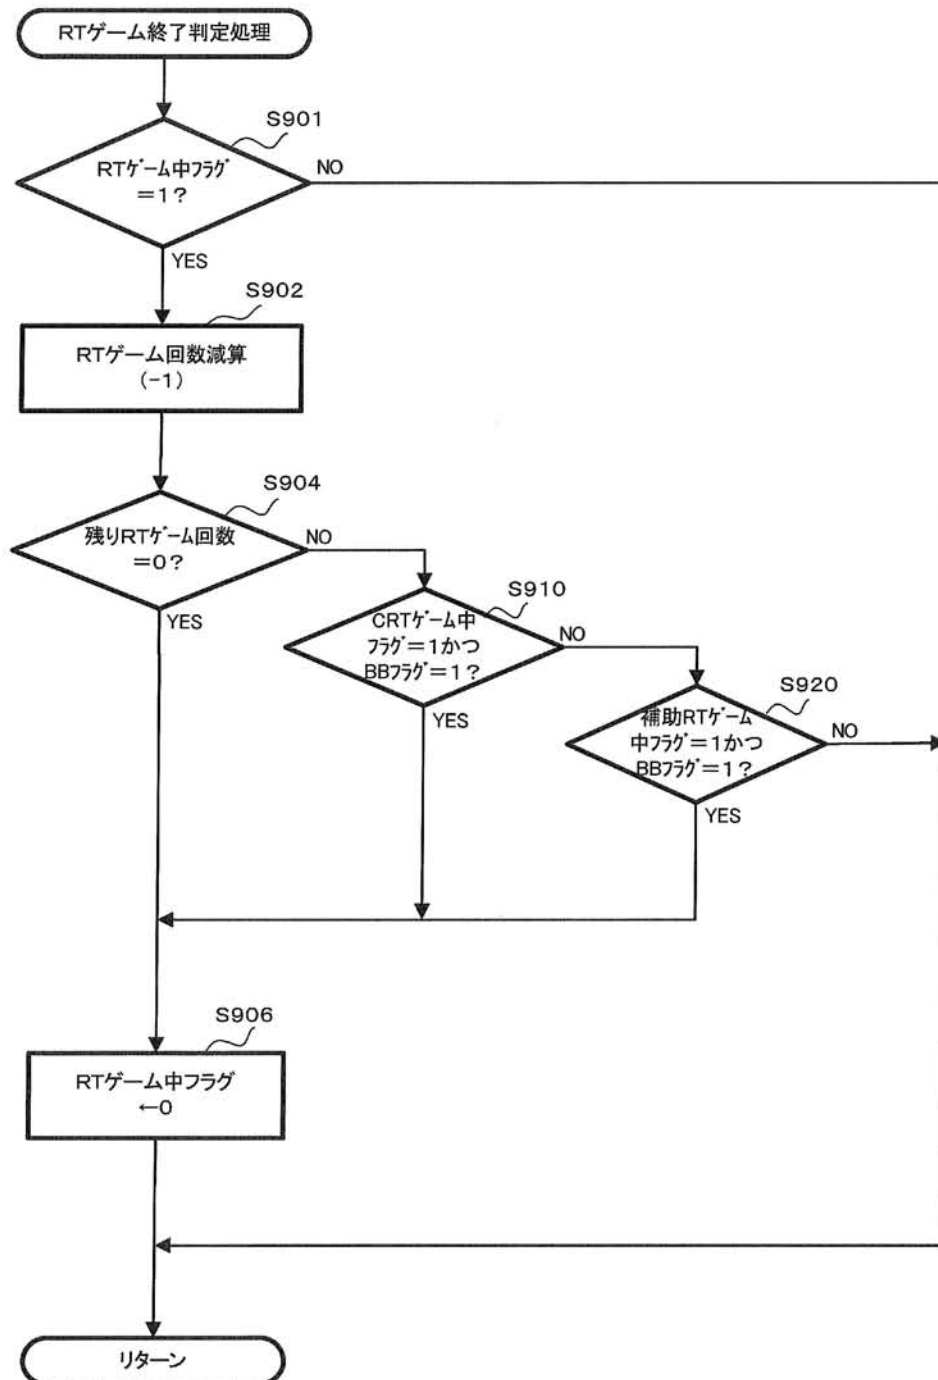 RTゲーム終了判定処理
S901
RTゲーム中フラグ
=1?
NO
YES
S902
RTゲーム回数減算
(-1)
S904
残りRTゲーム回数
=0?
NO
YES
S910
CRTゲーム中
フラグ=1かつ
BBフラグ=1?
NO
YES
S920
補助RTゲーム
中フラグ=1かつ
BBフラグ=1?
NO
YES
S906
RTゲーム中フラグ
←0
リターン